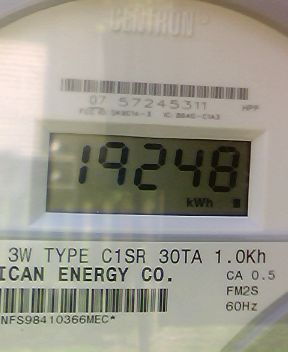 CENTRON
07 57245311 HPP
19248
kWh
3W TYPE C1SR 30TA 1.0Kh
ICAN ENERGY CO.
CA 0.5
FM2S
60Hz
NFS98410366MEC*